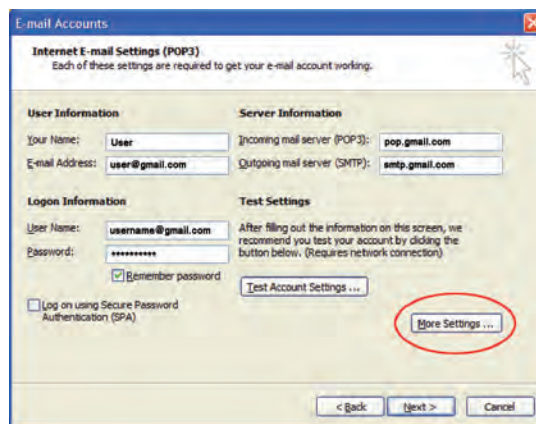 E-mail Accounts
Internet E-mail Settings (POP3)
Each of these settings are required to get your e-mail account working.
User Information
Your Name: User
E-mail Address: user@gmail.com
Server Information
Incoming mail server (POP3): pop.gmail.com
Outgoing mail server (SMTP): smtp.gmail.com
Logon Information
User Name: username@gmail.com
Password: **********
Remember password
Log on using Secure Password
Authentication (SPA)
Test Settings
After filling out the information on this screen, we
recommend you test your account by clicking the
button below. (Requires network connection)
Test Account Settings ...
More Settings ...
< Back
Next >
Cancel